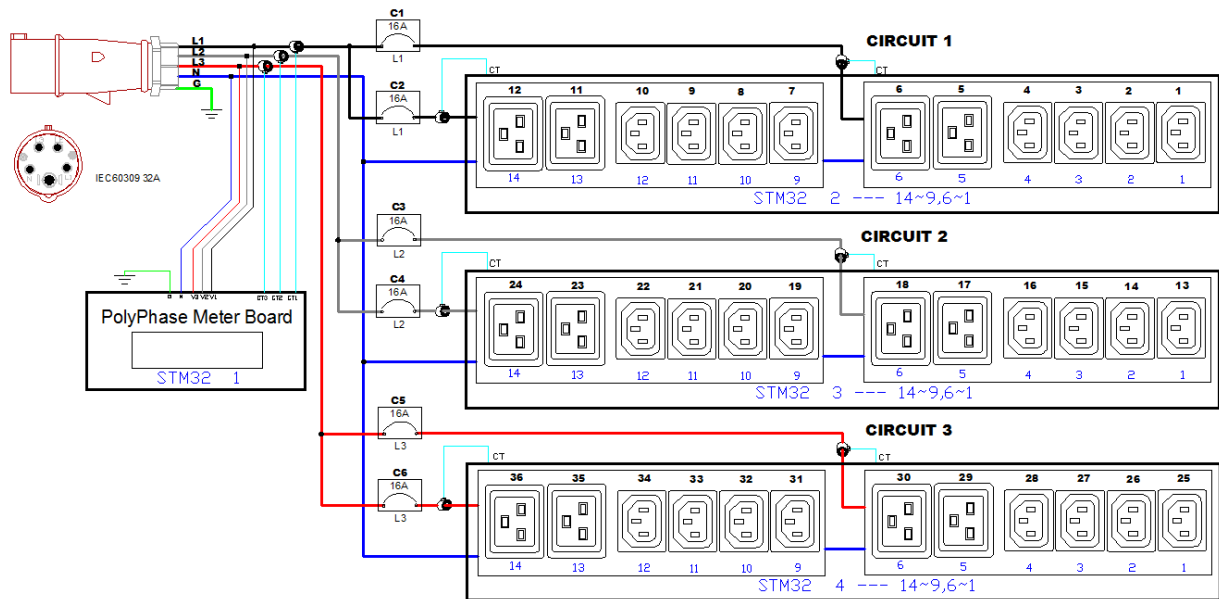 L1
L2
L3
N
G
IEC60309 32A
PolyPhase Meter Board
STM32 1
G N V3 V2 V1
CT2 CT1
C1
16A
L1
C2
16A
L1
C3
16A
L2
C4
16A
L2
C5
16A
L3
C6
16A
L3
CIRCUIT 1
CT CT
12 11 10 9 8 7 6 5 4 3 2 1
14 13 12 11 10 9 6 5 4 3 2 1
STM32 2 --- 14~9,6~1
CIRCUIT 2
CT CT
24 23 22 21 20 19 18 17 16 15 14 13
14 13 12 11 10 9 6 5 4 3 2 1
STM32 3 --- 14~9,6~1
CIRCUIT 3
CT CT
36 35 34 33 32 31 30 29 28 27 26 25
14 13 12 11 10 9 6 5 4 3 2 1
STM32 4 --- 14~9,6~1